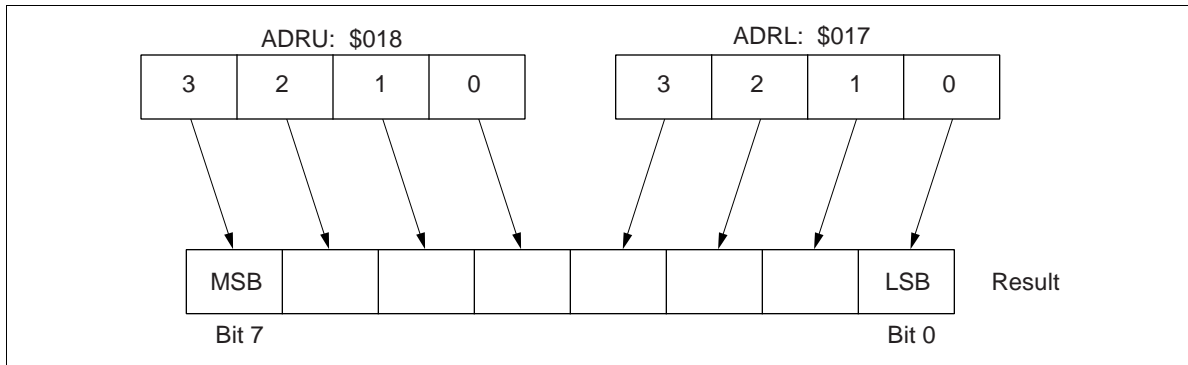 ADRU: $018
ADRL: $017
3 2 1 0
3 2 1 0
MSB
LSB
Result
Bit 7
Bit 0